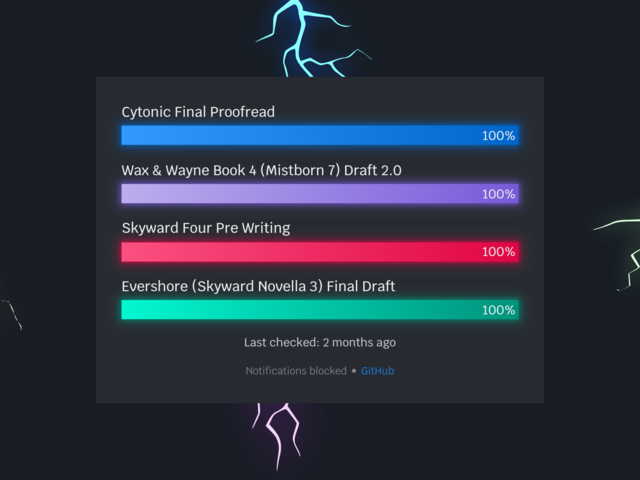 Cytonic Final Proofread
100%
Wax & Wayne Book 4 (Mistborn 7) Draft 2.0
100%
Skyward Four Pre Writing
100%
Evershore (Skyward Novella 3) Final Draft
100%
Last checked: 2 months ago
Notifications blocked • GitHub